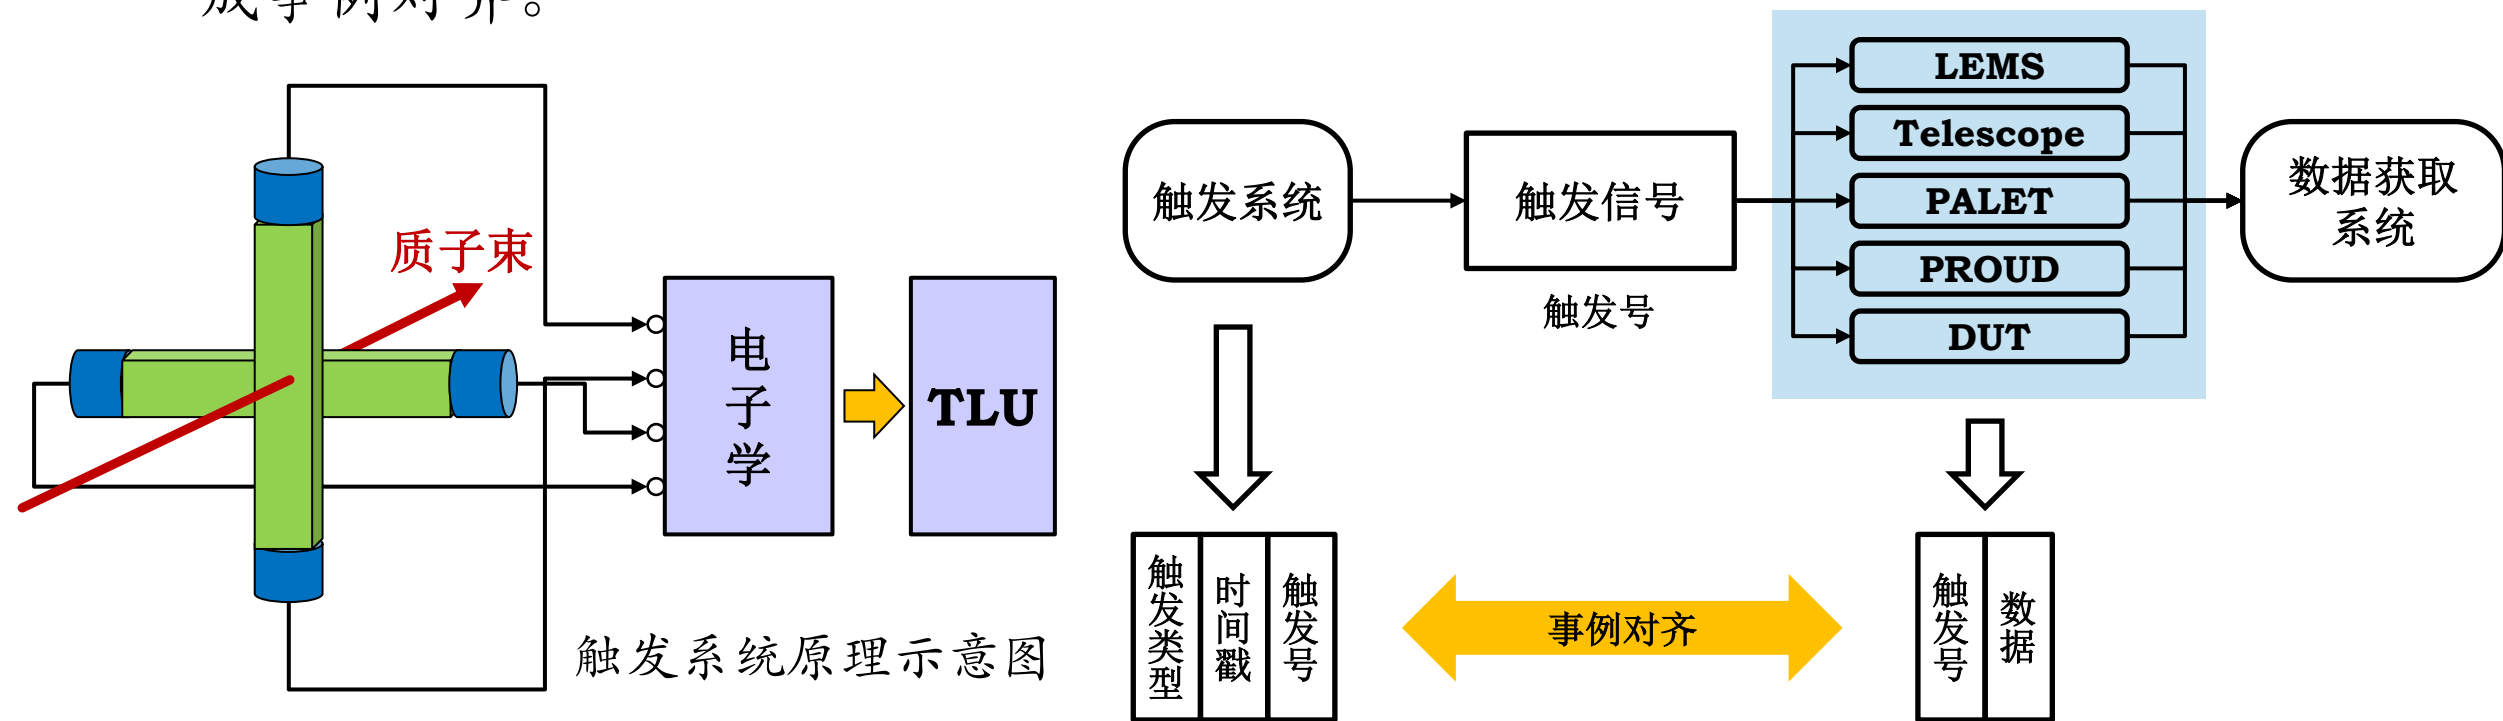 质子束
电子学
TLU
触发系统质理示意图
触发系统
触发信号
触发号
LEMS
Telescope
PALET
PROUD
DUT
数据获取
系统
触发类型
时间戳
触发号
事例对齐
触发号
数据